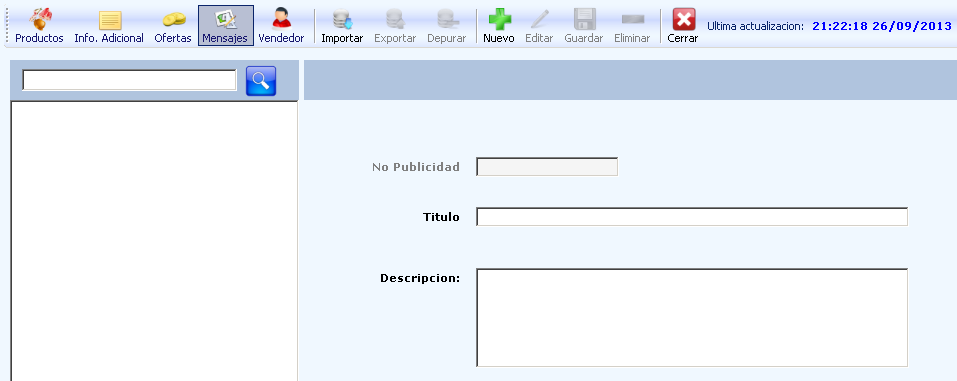 Productos Info. Adicional Ofertas Mensajes Vendedor Importar Exportar Depurar Nuevo Editar Guardar Eliminar Cerrar Ultima actualizacion: 21:22:18 26/09/2013
No Publicidad
Titulo
Descripcion: